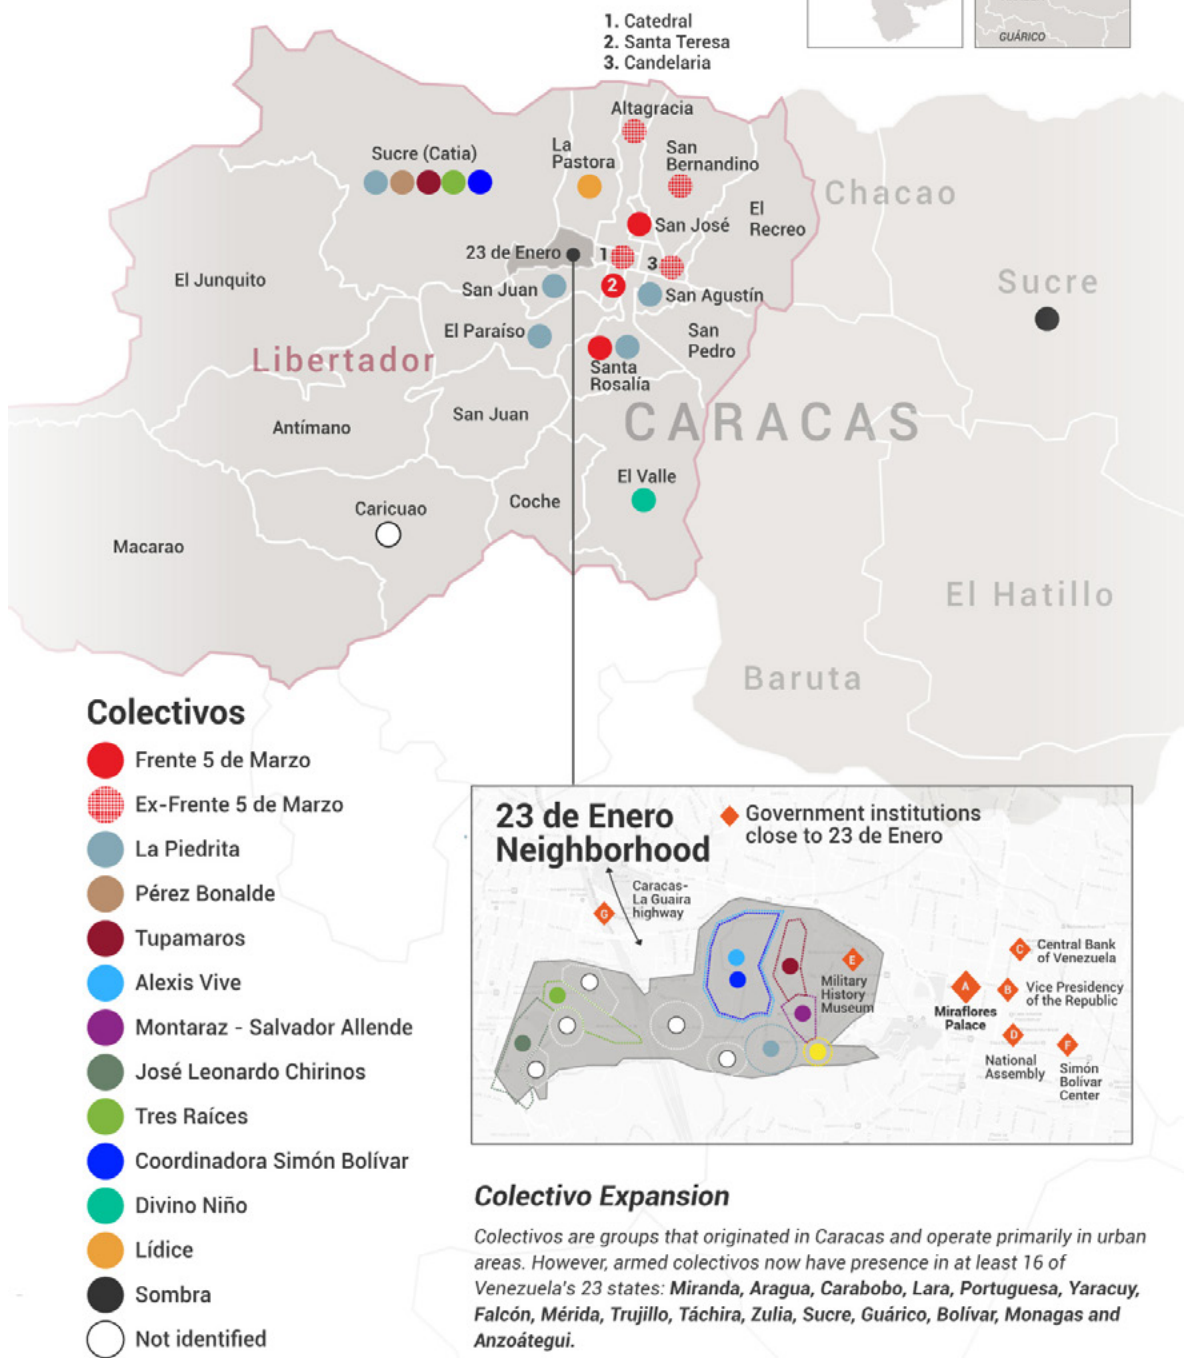 1. Catedral
2. Santa Teresa
3. Candelaria
GUÁRICO
Altagracia
La
Pastora
San
Bernandino
Sucre (Catia)
Chacao
San José
El
Recreo
23 de Enero
1
3
El Junquito
San Juan
2
San Agustín
Sucre
El Paraíso
San
Pedro
Libertador
Santa
Rosalía
San Juan
CARACAS
Antímano
El Valle
Caricuao
Coche
Macarao
El Hatillo
Baruta
Colectivos
Frente 5 de Marzo
Ex-Frente 5 de Marzo
La Piedrita
Pérez Bonalde
Tupamaros
Alexis Vive
Montaraz - Salvador Allende
José Leonardo Chirinos
Tres Raíces
Coordinadora Simón Bolívar
Divino Niño
Lídice
Sombra
Not identified
23 de Enero
Neighborhood
Government institutions
close to 23 de Enero
Caracas-
La Guaira
highway
G
E
Military
History
Museum
C
Central Bank
of Venezuela
A
Miraflores
Palace
B
Vice Presidency
of the Republic
D
National
Assembly
F
Simón
Bolívar
Center
Colectivo Expansion
Colectivos are groups that originated in Caracas and operate primarily in urban
areas. However, armed colectivos now have presence in at least 16 of
Venezuela's 23 states: Miranda, Aragua, Carabobo, Lara, Portuguesa, Yaracuy,
Falcón, Mérida, Trujillo, Táchira, Zulia, Sucre, Guárico, Bolívar, Monagas and
Anzoátegui.